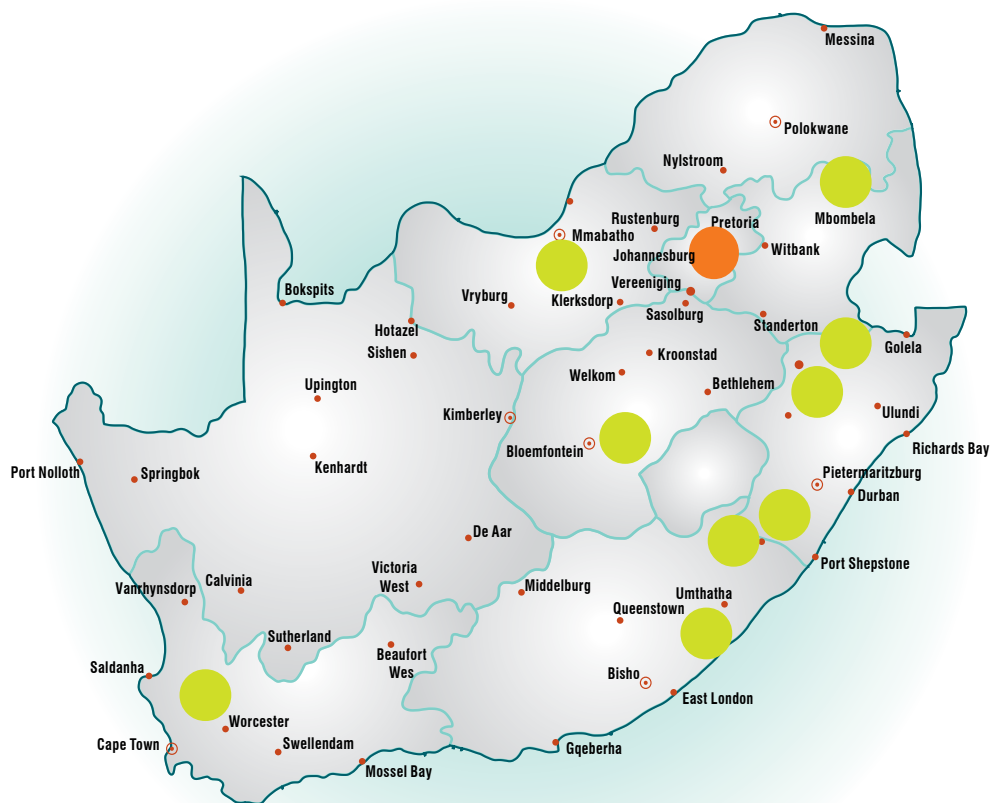 Messina
Polokwane
Nylstroom
Mbombela
Rustenburg
Pretoria
Mmabatho
Witbank
Johannesburg
Vereeniging
Bokspits
Vryburg
Klerksdorp
Sasolburg
Standerton
Hotazel
Golela
Sishen
Kroonstad
Welkom
Bethlehem
Upington
Kimberley
Ulundi
Bloemfontein
Richards Bay
Port Nolloth
Springbok
Kenhardt
Pietermaritzburg
Durban
De Aar
Port Shepstone
Victoria
West
Calvinia
Vanrhynsdorp
Middelburg
Umthatha
Queenstown
Sutherland
Beaufort
Wes
Saldanha
Bisho
East London
Worcester
Cape Town
Swellendam
Gqeberha
Mossel Bay